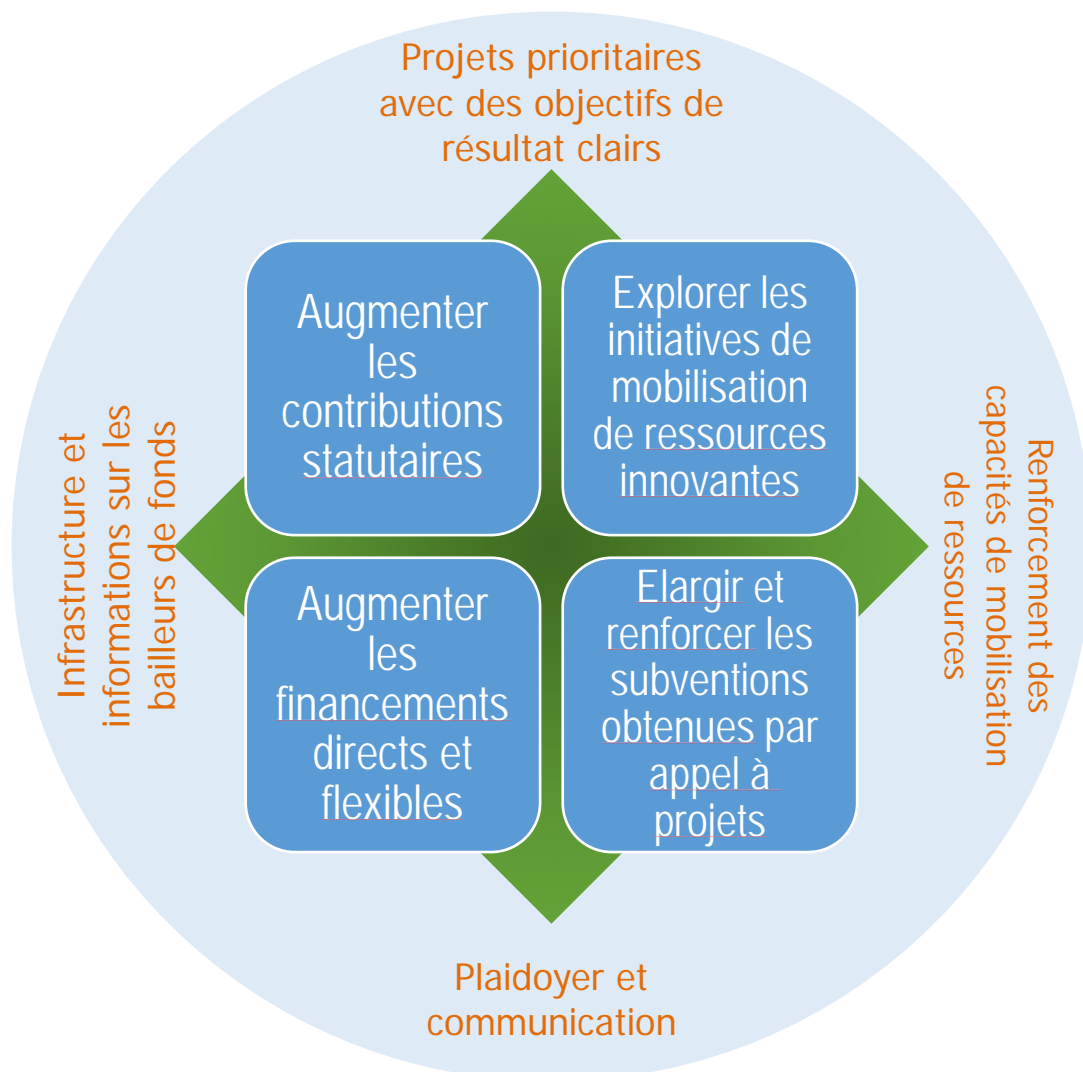 Projets prioritaires
avec des objectifs de
résultat clairs
Augmenter
les
contributions
statutaires
Explorer les
initiatives de
mobilisation
de ressources
innovantes
Infrastructure et
informations sur les
bailleurs de fonds
Renforcement des
capacités de mobilisation
de ressources
Augmenter
les
financements
directs et
flexibles
Elargir et
renforcer les
subventions
obtenues par
appel à
projets
Plaidoyer et
communication